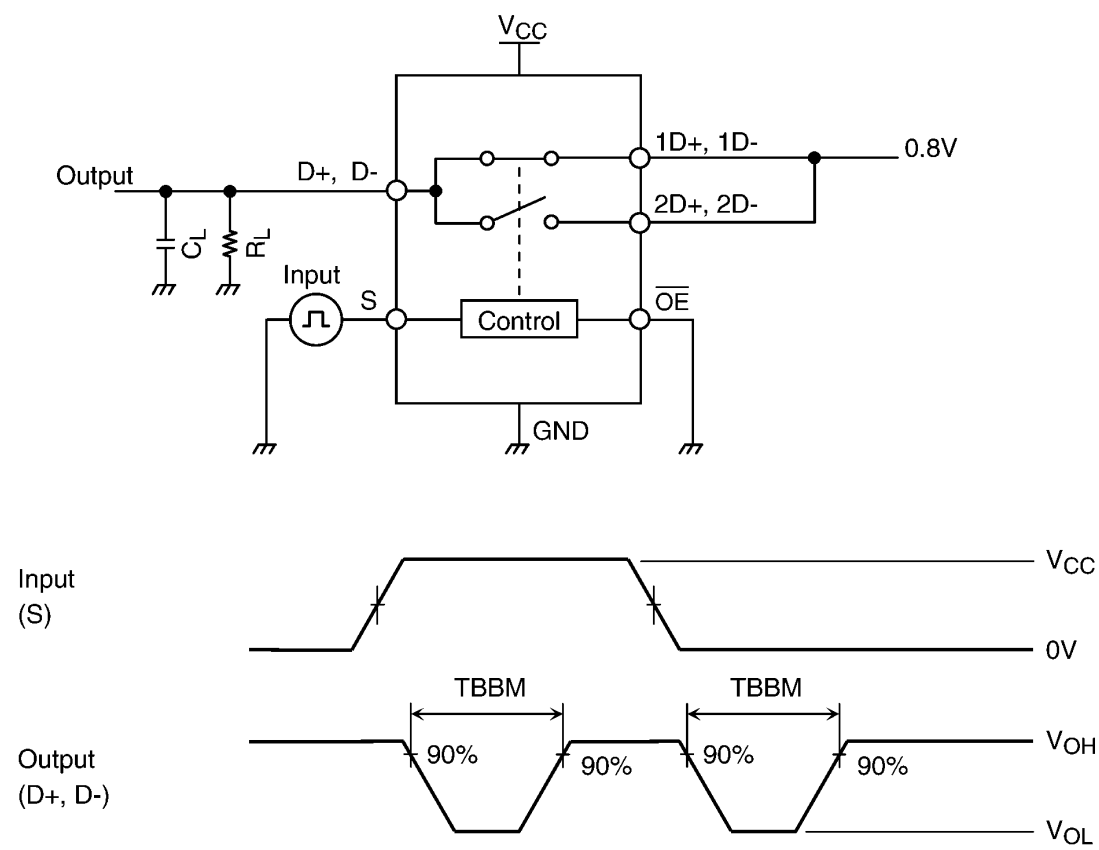 VCC
1D+, 1D-
0.8V
Output
D+, D-
2D+, 2D-
CL
RL
Input
S
OE
Control
GND
Input
(S)
VCC
0V
TBBM
TBBM
Output
(D+, D-)
90%
90%
90%
90%
VOH
VOL